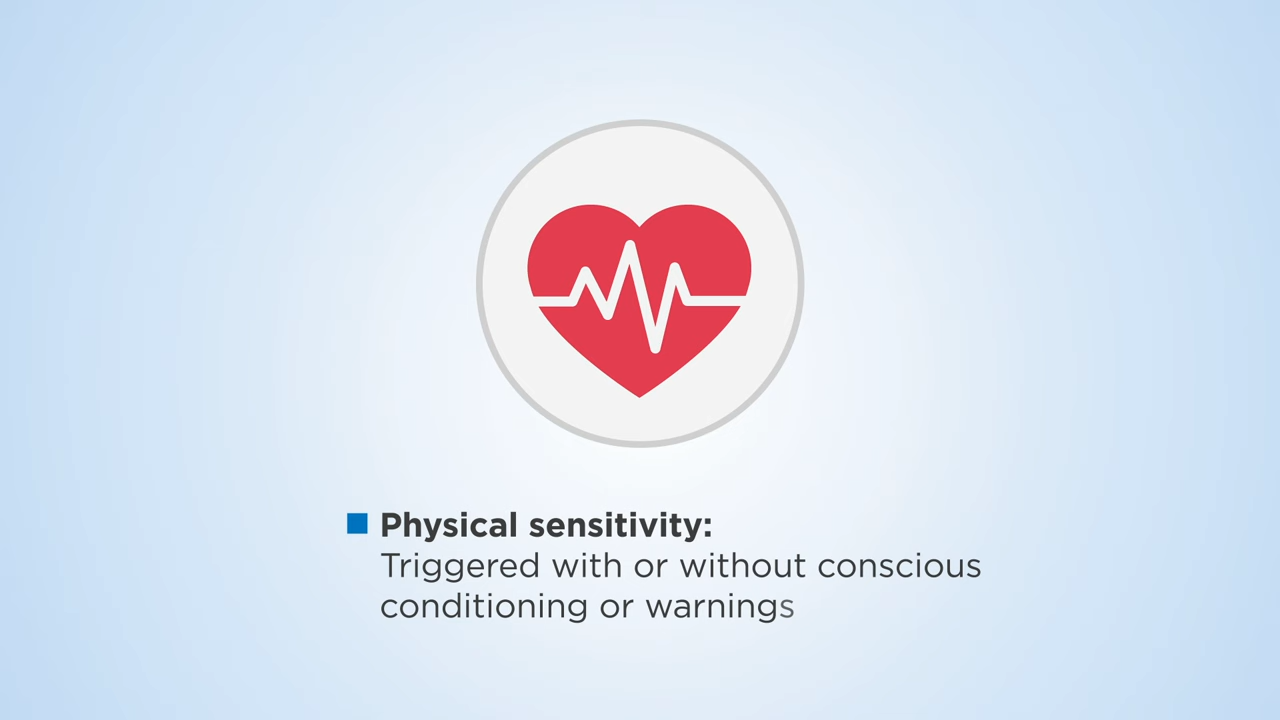 Physical sensitivity:
Triggered with or without conscious
conditioning or warnings